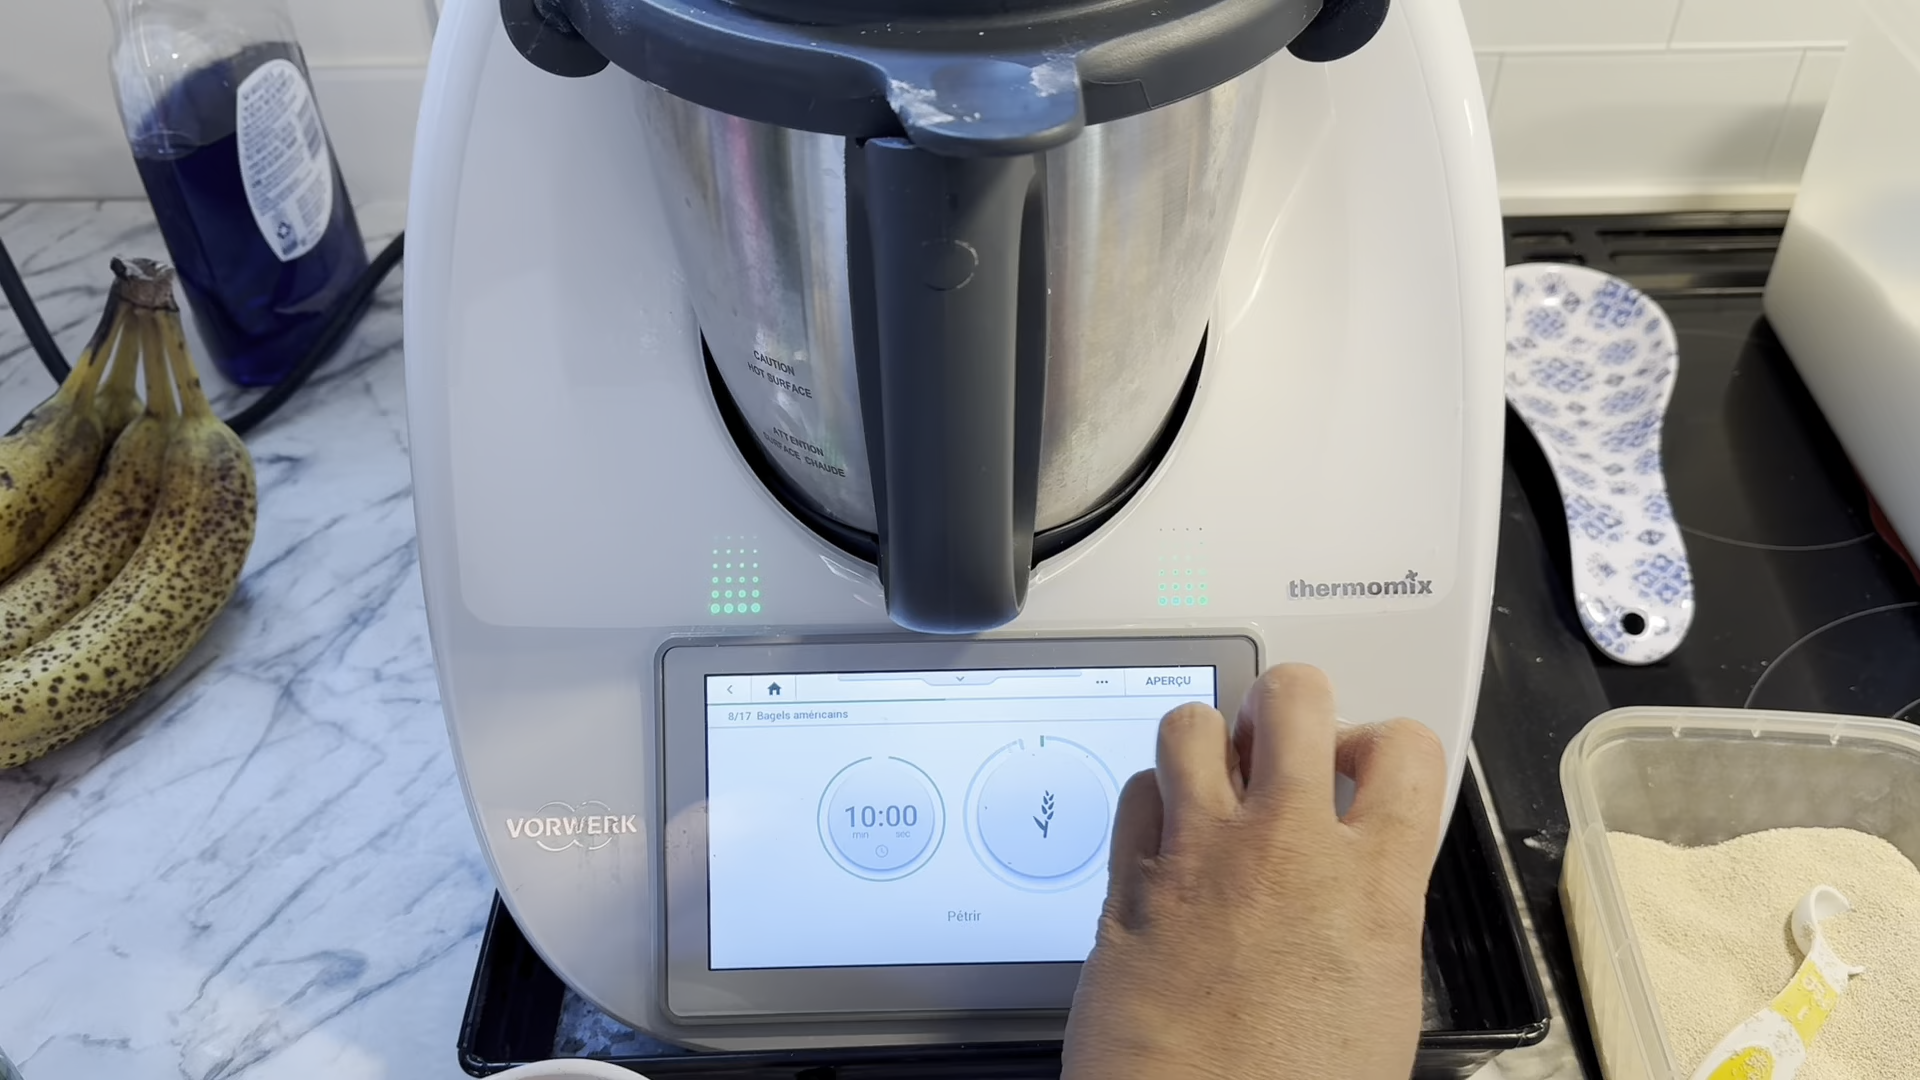 CAUTION
HOT SURFACE
ATTENTION
SURFACE CHAUDE
thermomix
APERÇU
8/17 Bagels américains
10:00
min sec
VORWERK
Pétrir